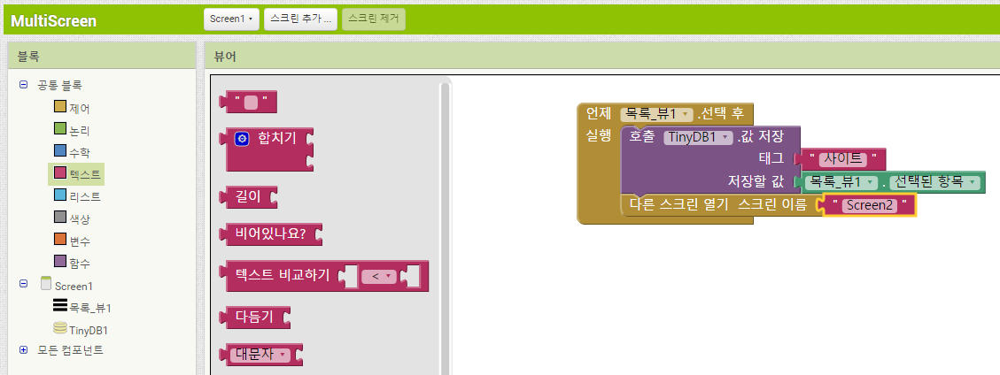 MultiScreen
Screen1 스크린 추가 ... 스크린 제거
블록
공통 블록
제어
논리
수학
텍스트
리스트
색상
변수
함수
Screen1
목록_뷰1
TinyDB1
모든 컴포넌트
뷰어
" "
합치기
길이
비어있나요?
텍스트 비교하기 <
다듬기
대문자
언제 목록_뷰1 .선택 후
실행 호출 TinyDB1 .값 저장
태그 " 사이트 "
저장할 값 목록_뷰1 . 선택된 항목
다른 스크린 열기 스크린 이름 " Screen2 "